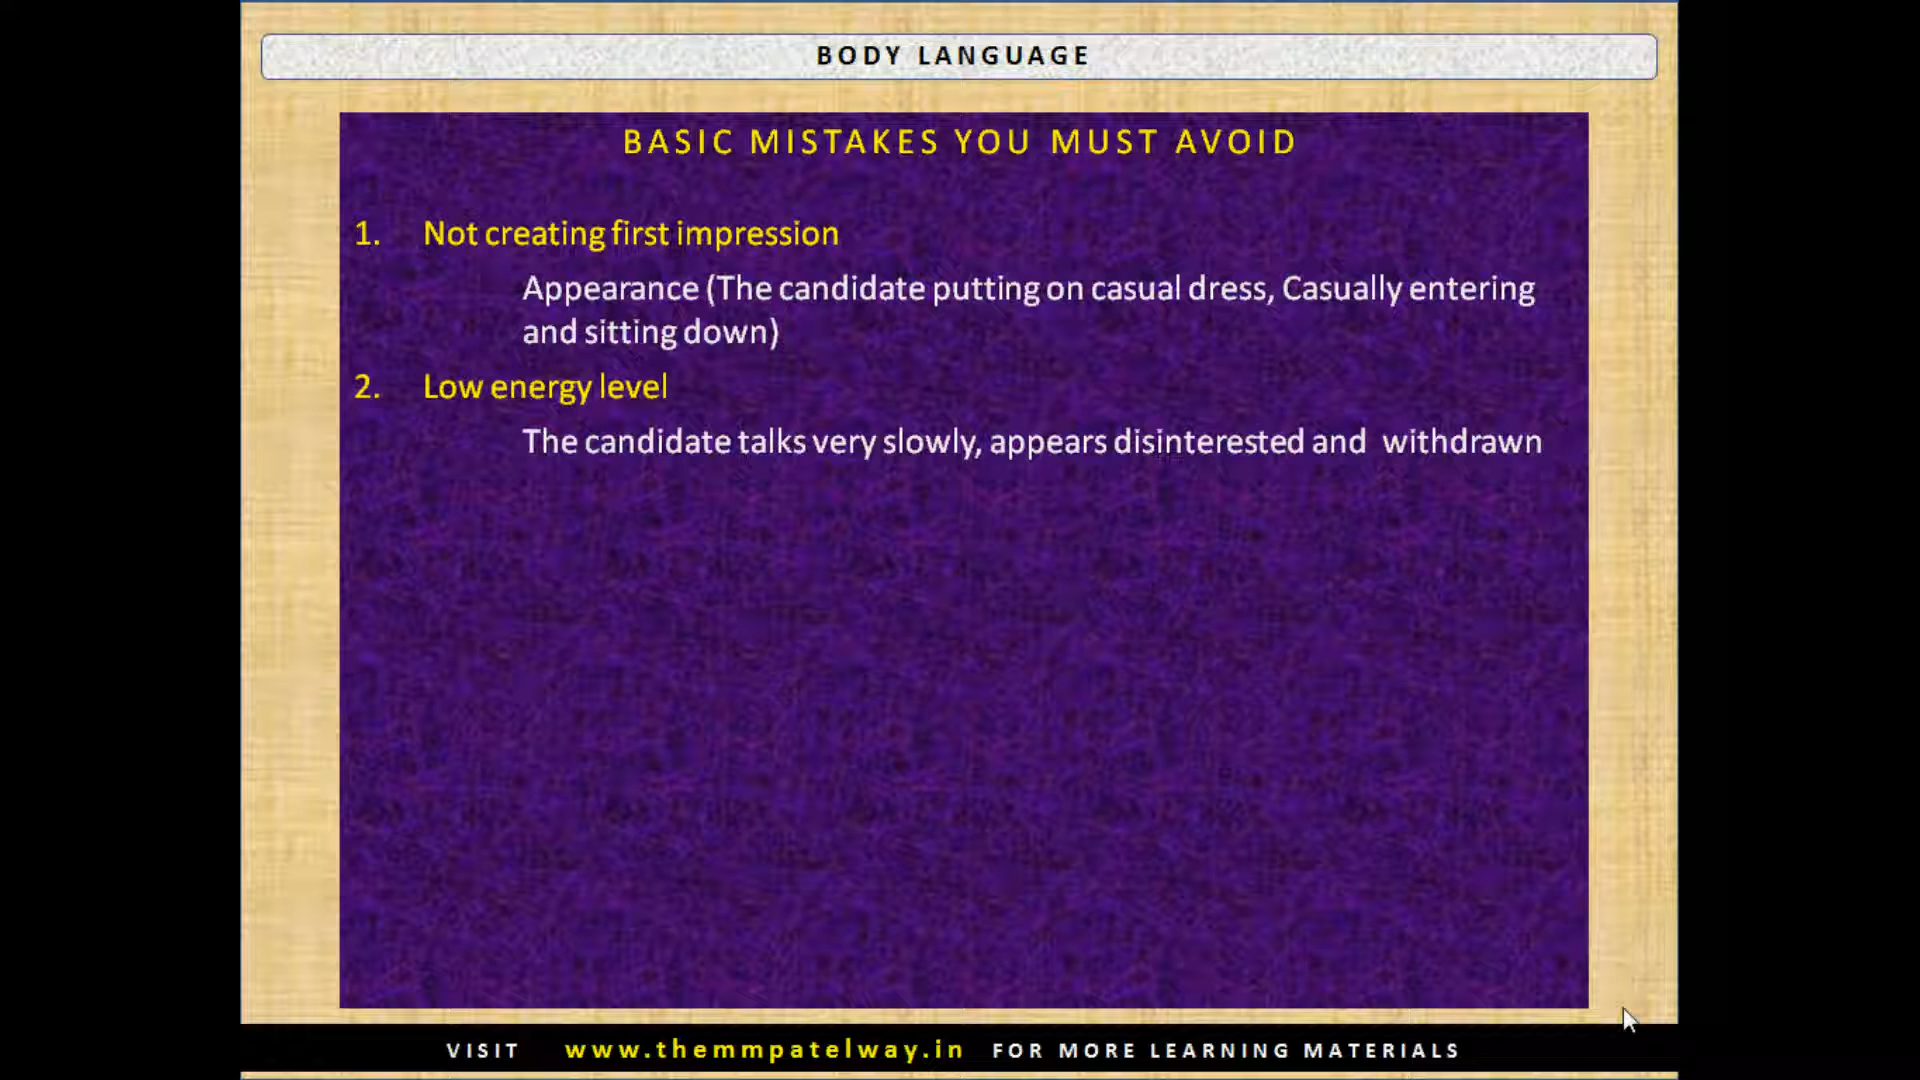 BODY LANGUAGE
BASIC MISTAKES YOU MUST AVOID
1. Not creating first impression
Appearance (The candidate putting on casual dress, Casually entering
and sitting down)
2. Low energy level
The candidate talks very slowly, appears disinterested and withdrawn
VISIT www.themmpatelway.in FOR MORE LEARNING MATERIALS